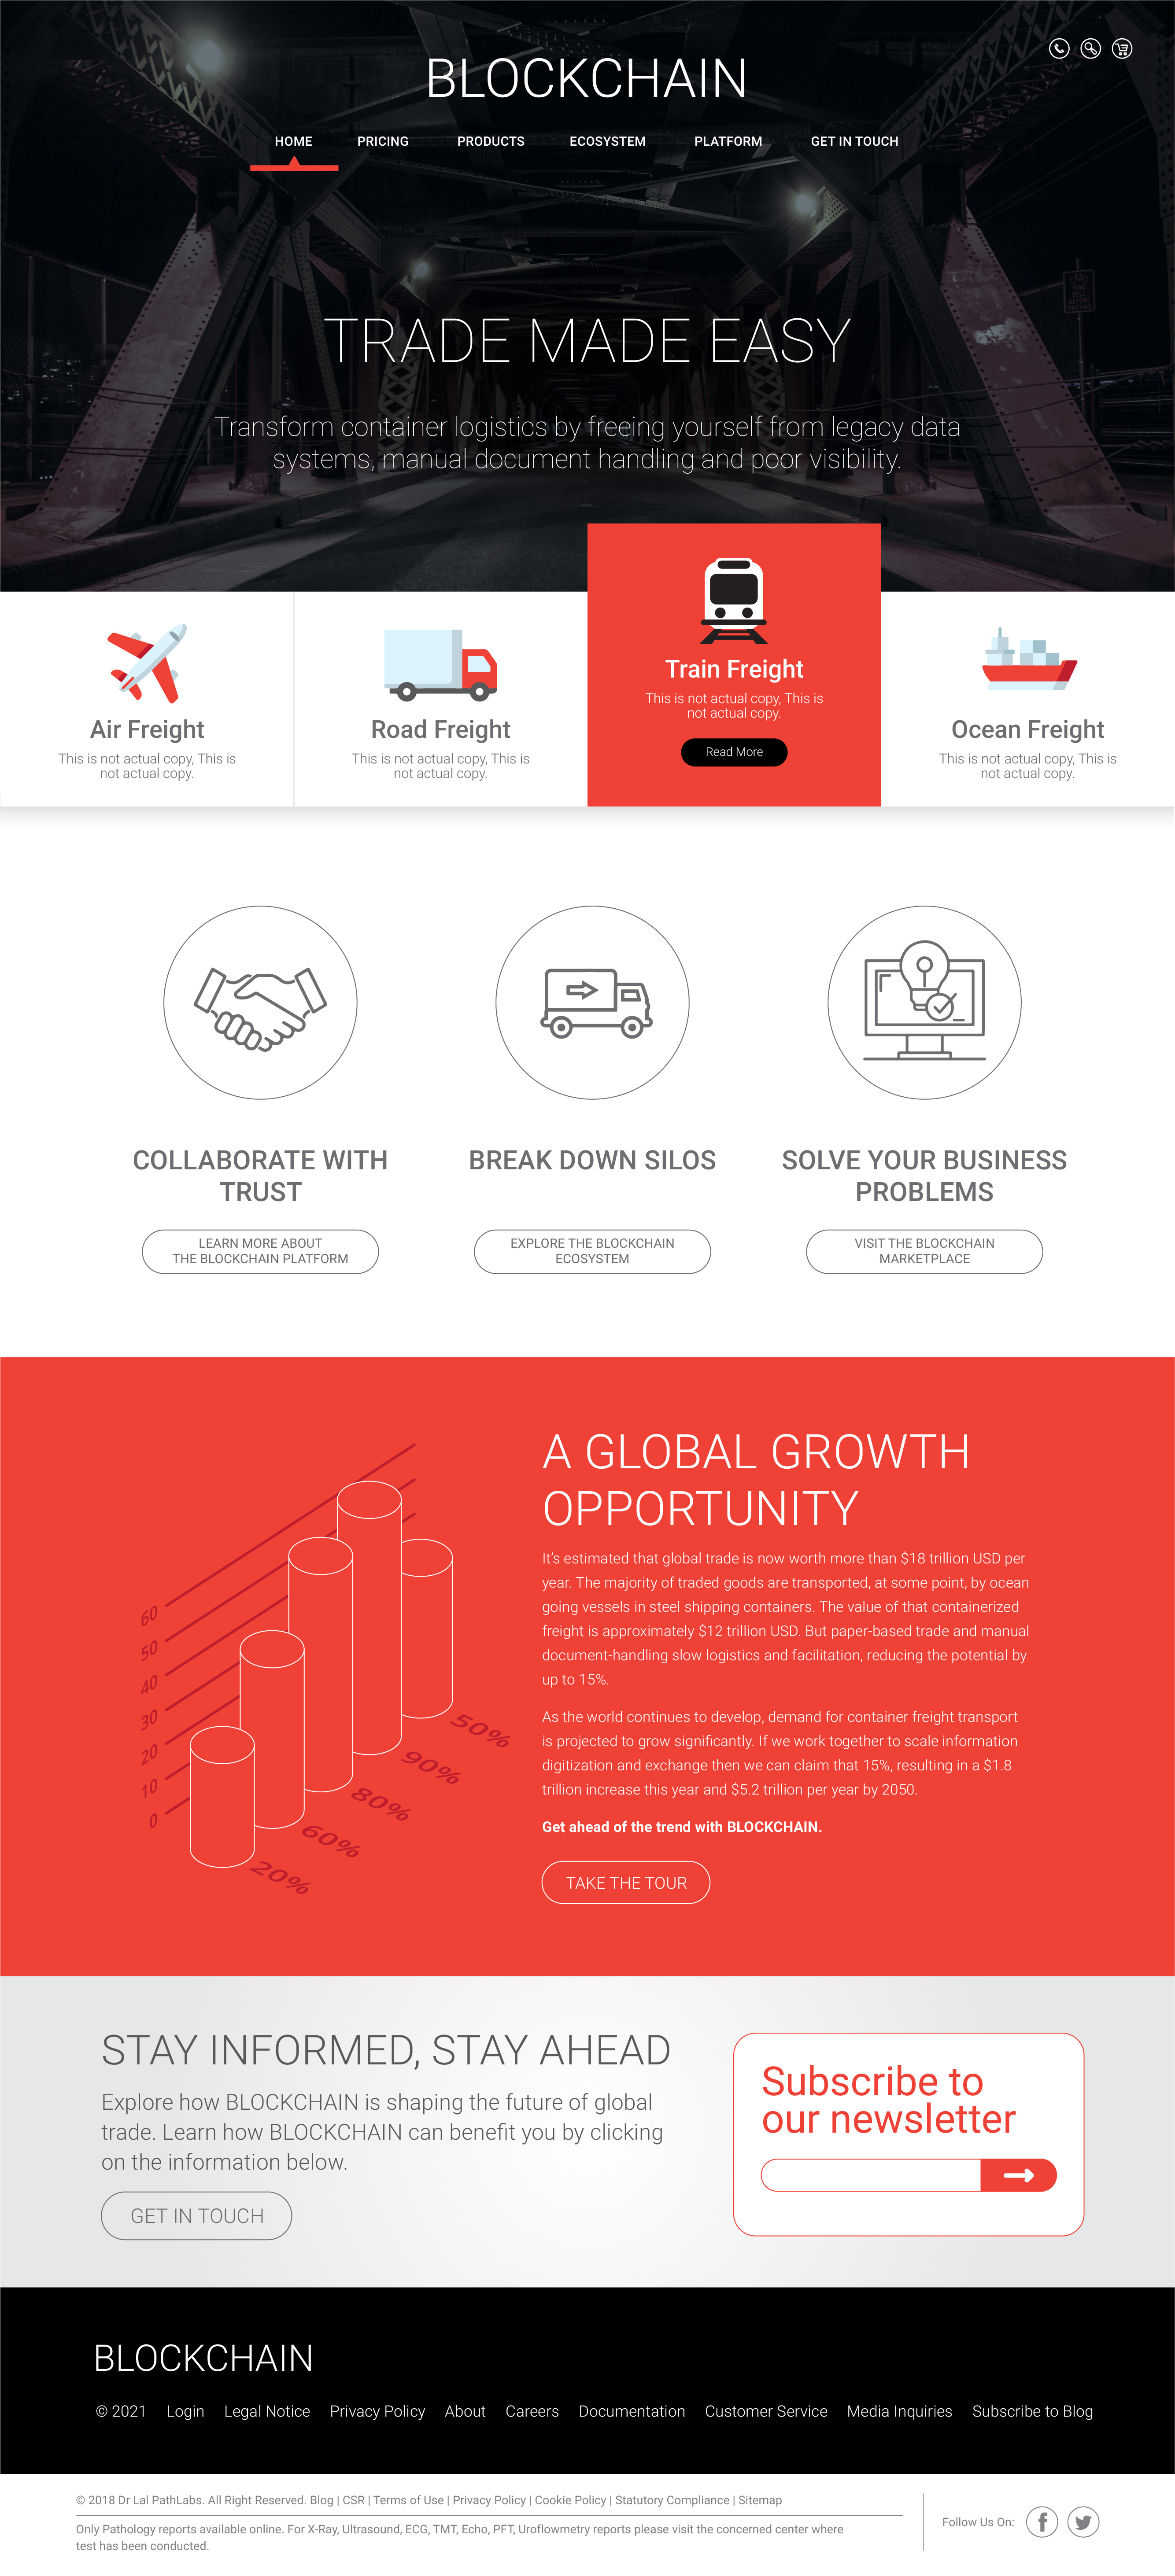 BLOCKCHAIN
HOME PRICING PRODUCTS ECOSYSTEM PLATFORM GET IN TOUCH
TRADE MADE EASY
Transform container logistics by freeing yourself from legacy data
systems, manual document handling and poor visibility.
Air Freight
This is not actual copy, This is
not actual copy.
Road Freight
This is not actual copy, This is
not actual copy.
Train Freight
This is not actual copy, This is
not actual copy.
Read More
Ocean Freight
This is not actual copy, This is
not actual copy.
COLLABORATE WITH
TRUST
LEARN MORE ABOUT
THE BLOCKCHAIN PLATFORM
BREAK DOWN SILOS
EXPLORE THE BLOCKCHAIN
ECOSYSTEM
SOLVE YOUR BUSINESS
PROBLEMS
VISIT THE BLOCKCHAIN
MARKETPLACE
60
50
40
30
20
10
0
20%
60%
80%
90%
50%
A GLOBAL GROWTH
OPPORTUNITY
It’s estimated that global trade is now worth more than $18 trillion USD per
year. The majority of traded goods are transported, at some point, by ocean
going vessels in steel shipping containers. The value of that containerized
freight is approximately $12 trillion USD. But paper-based trade and manual
document-handling slow logistics and facilitation, reducing the potential by
up to 15%.
As the world continues to develop, demand for container freight transport
is projected to grow significantly. If we work together to scale information
digitization and exchange then we can claim that 15%, resulting in a $1.8
trillion increase this year and $5.2 trillion per year by 2050.
Get ahead of the trend with BLOCKCHAIN.
TAKE THE TOUR
STAY INFORMED, STAY AHEAD
Explore how BLOCKCHAIN is shaping the future of global
trade. Learn how BLOCKCHAIN can benefit you by clicking
on the information below.
GET IN TOUCH
Subscribe to
our newsletter
BLOCKCHAIN
© 2021 Login Legal Notice Privacy Policy About Careers Documentation Customer Service Media Inquiries Subscribe to Blog
© 2018 Dr Lal PathLabs. All Right Reserved. Blog | CSR | Terms of Use | Privacy Policy | Cookie Policy | Statutory Compliance | Sitemap
Only Pathology reports available online. For X-Ray, Ultrasound, ECG, TMT, Echo, PFT, Uroflowmetry reports please visit the concerned center where
test has been conducted.
Follow Us On: